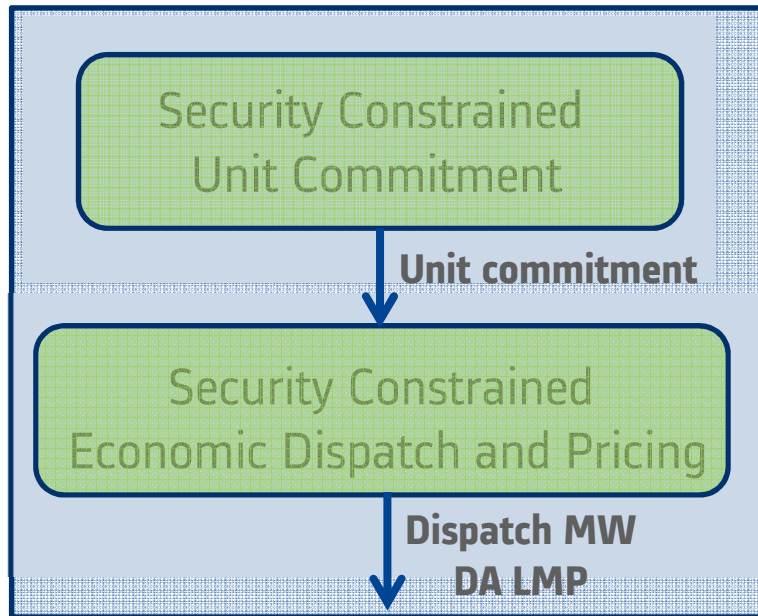 Security Constrained
Unit Commitment
Unit commitment
Security Constrained
Economic Dispatch and Pricing
Dispatch MW
DA LMP